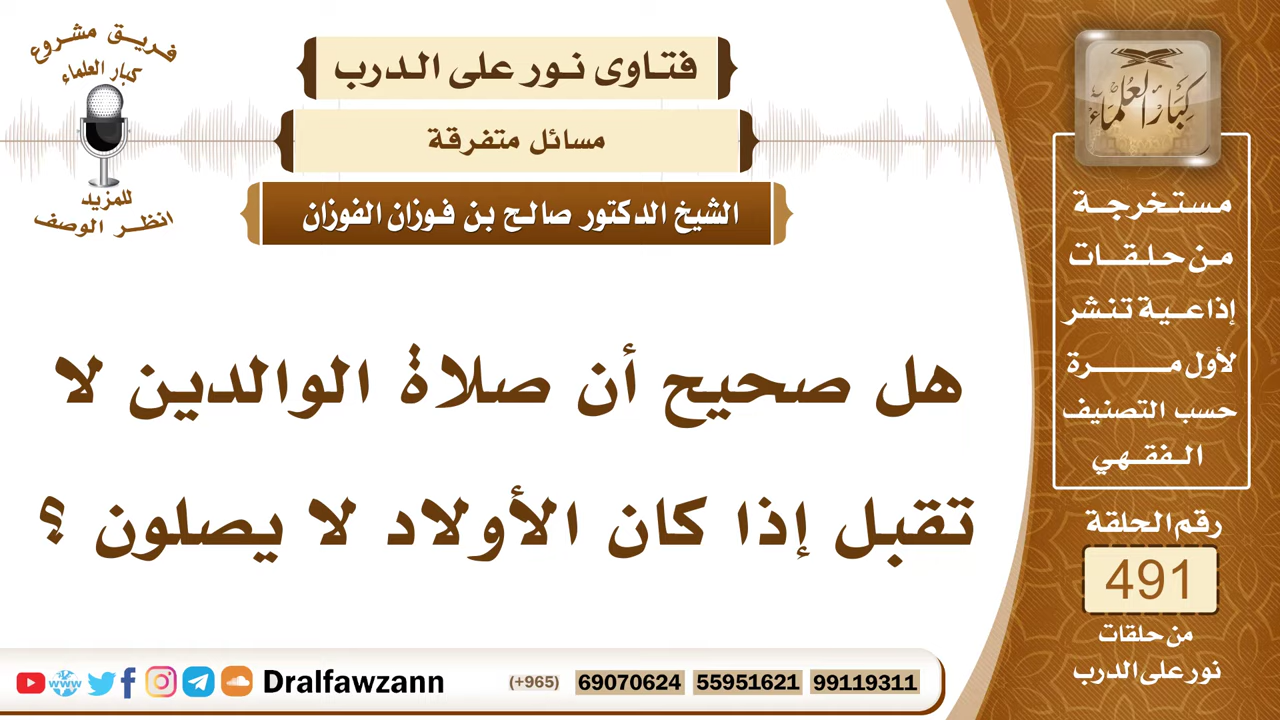 فريق مشروع
كبار العلماء
للمزيد
انظر الوصف
فتاوى نور على الدرب
مسائل متفرقة
الشيخ الدكتور صالح بن فوزان الفوزان
هل صحيح أن صلاة الوالدين لا
تقبل إذا كان الأولاد لا يصلون ؟
كبار العلماء
مستخرجة
من حلقات
إذاعية تنشر
لأول مرة
حسب التصنيف
الفقهي
رقم الحلقة
491
من حلقات
نور على الدرب
www Dralfawzann (+965) 69070624 55951621 99119311